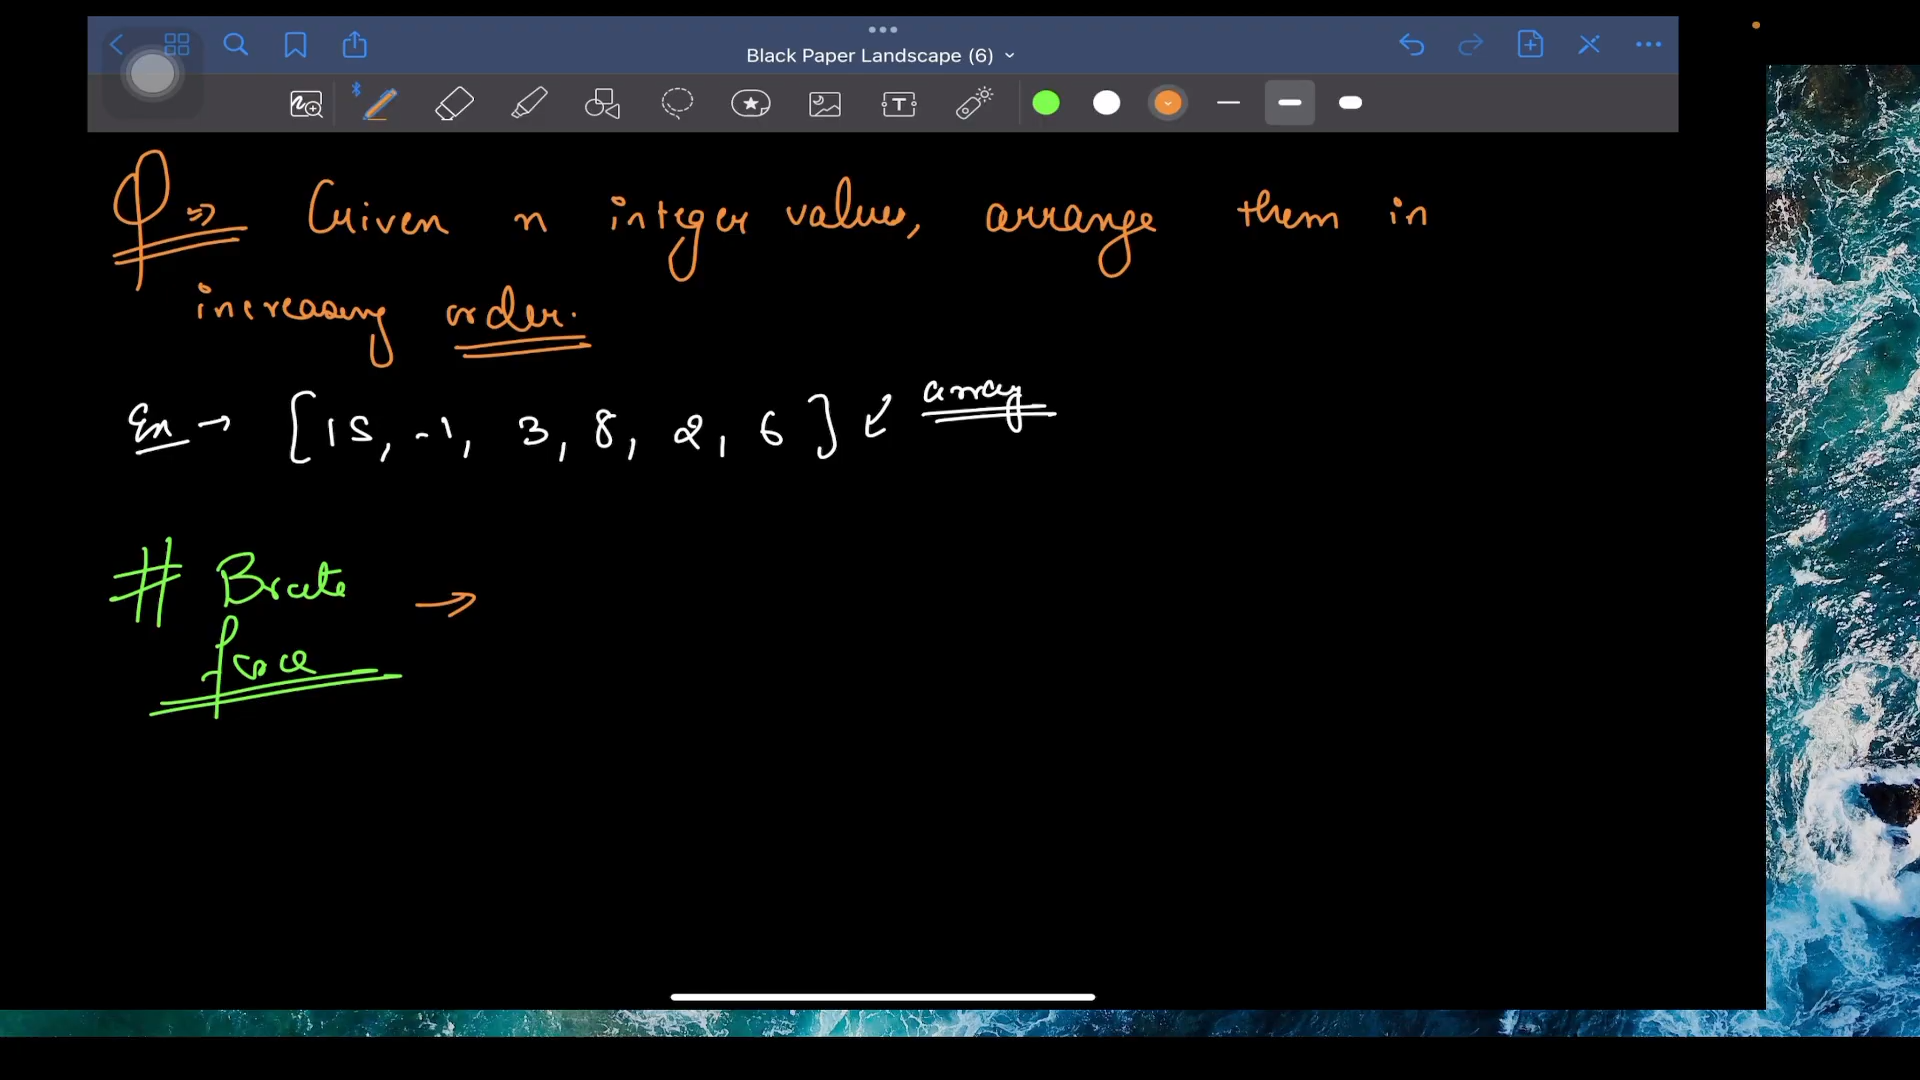 Black Paper Landscape (6)
Q⇒ Given n integer values, arrange them in
increasing order.
Ex → [15, -1, 3, 8, 2, 6] ↙ array
# Brute →
force